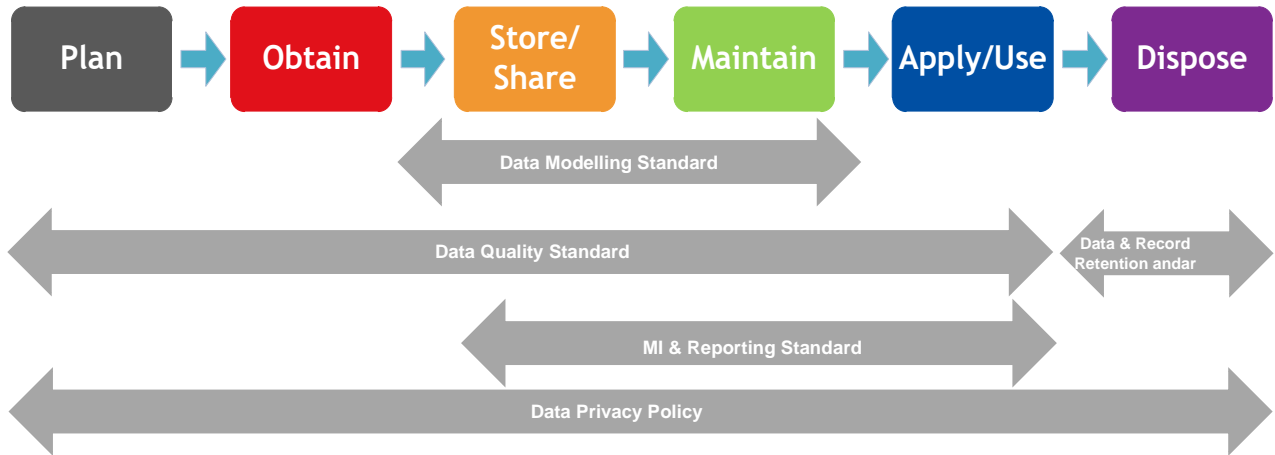 Plan
Obtain
Store/
Share
Maintain
Apply/Use
Dispose
Data Modelling Standard
Data Quality Standard
Data & Record
Retention andar
MI & Reporting Standard
Data Privacy Policy